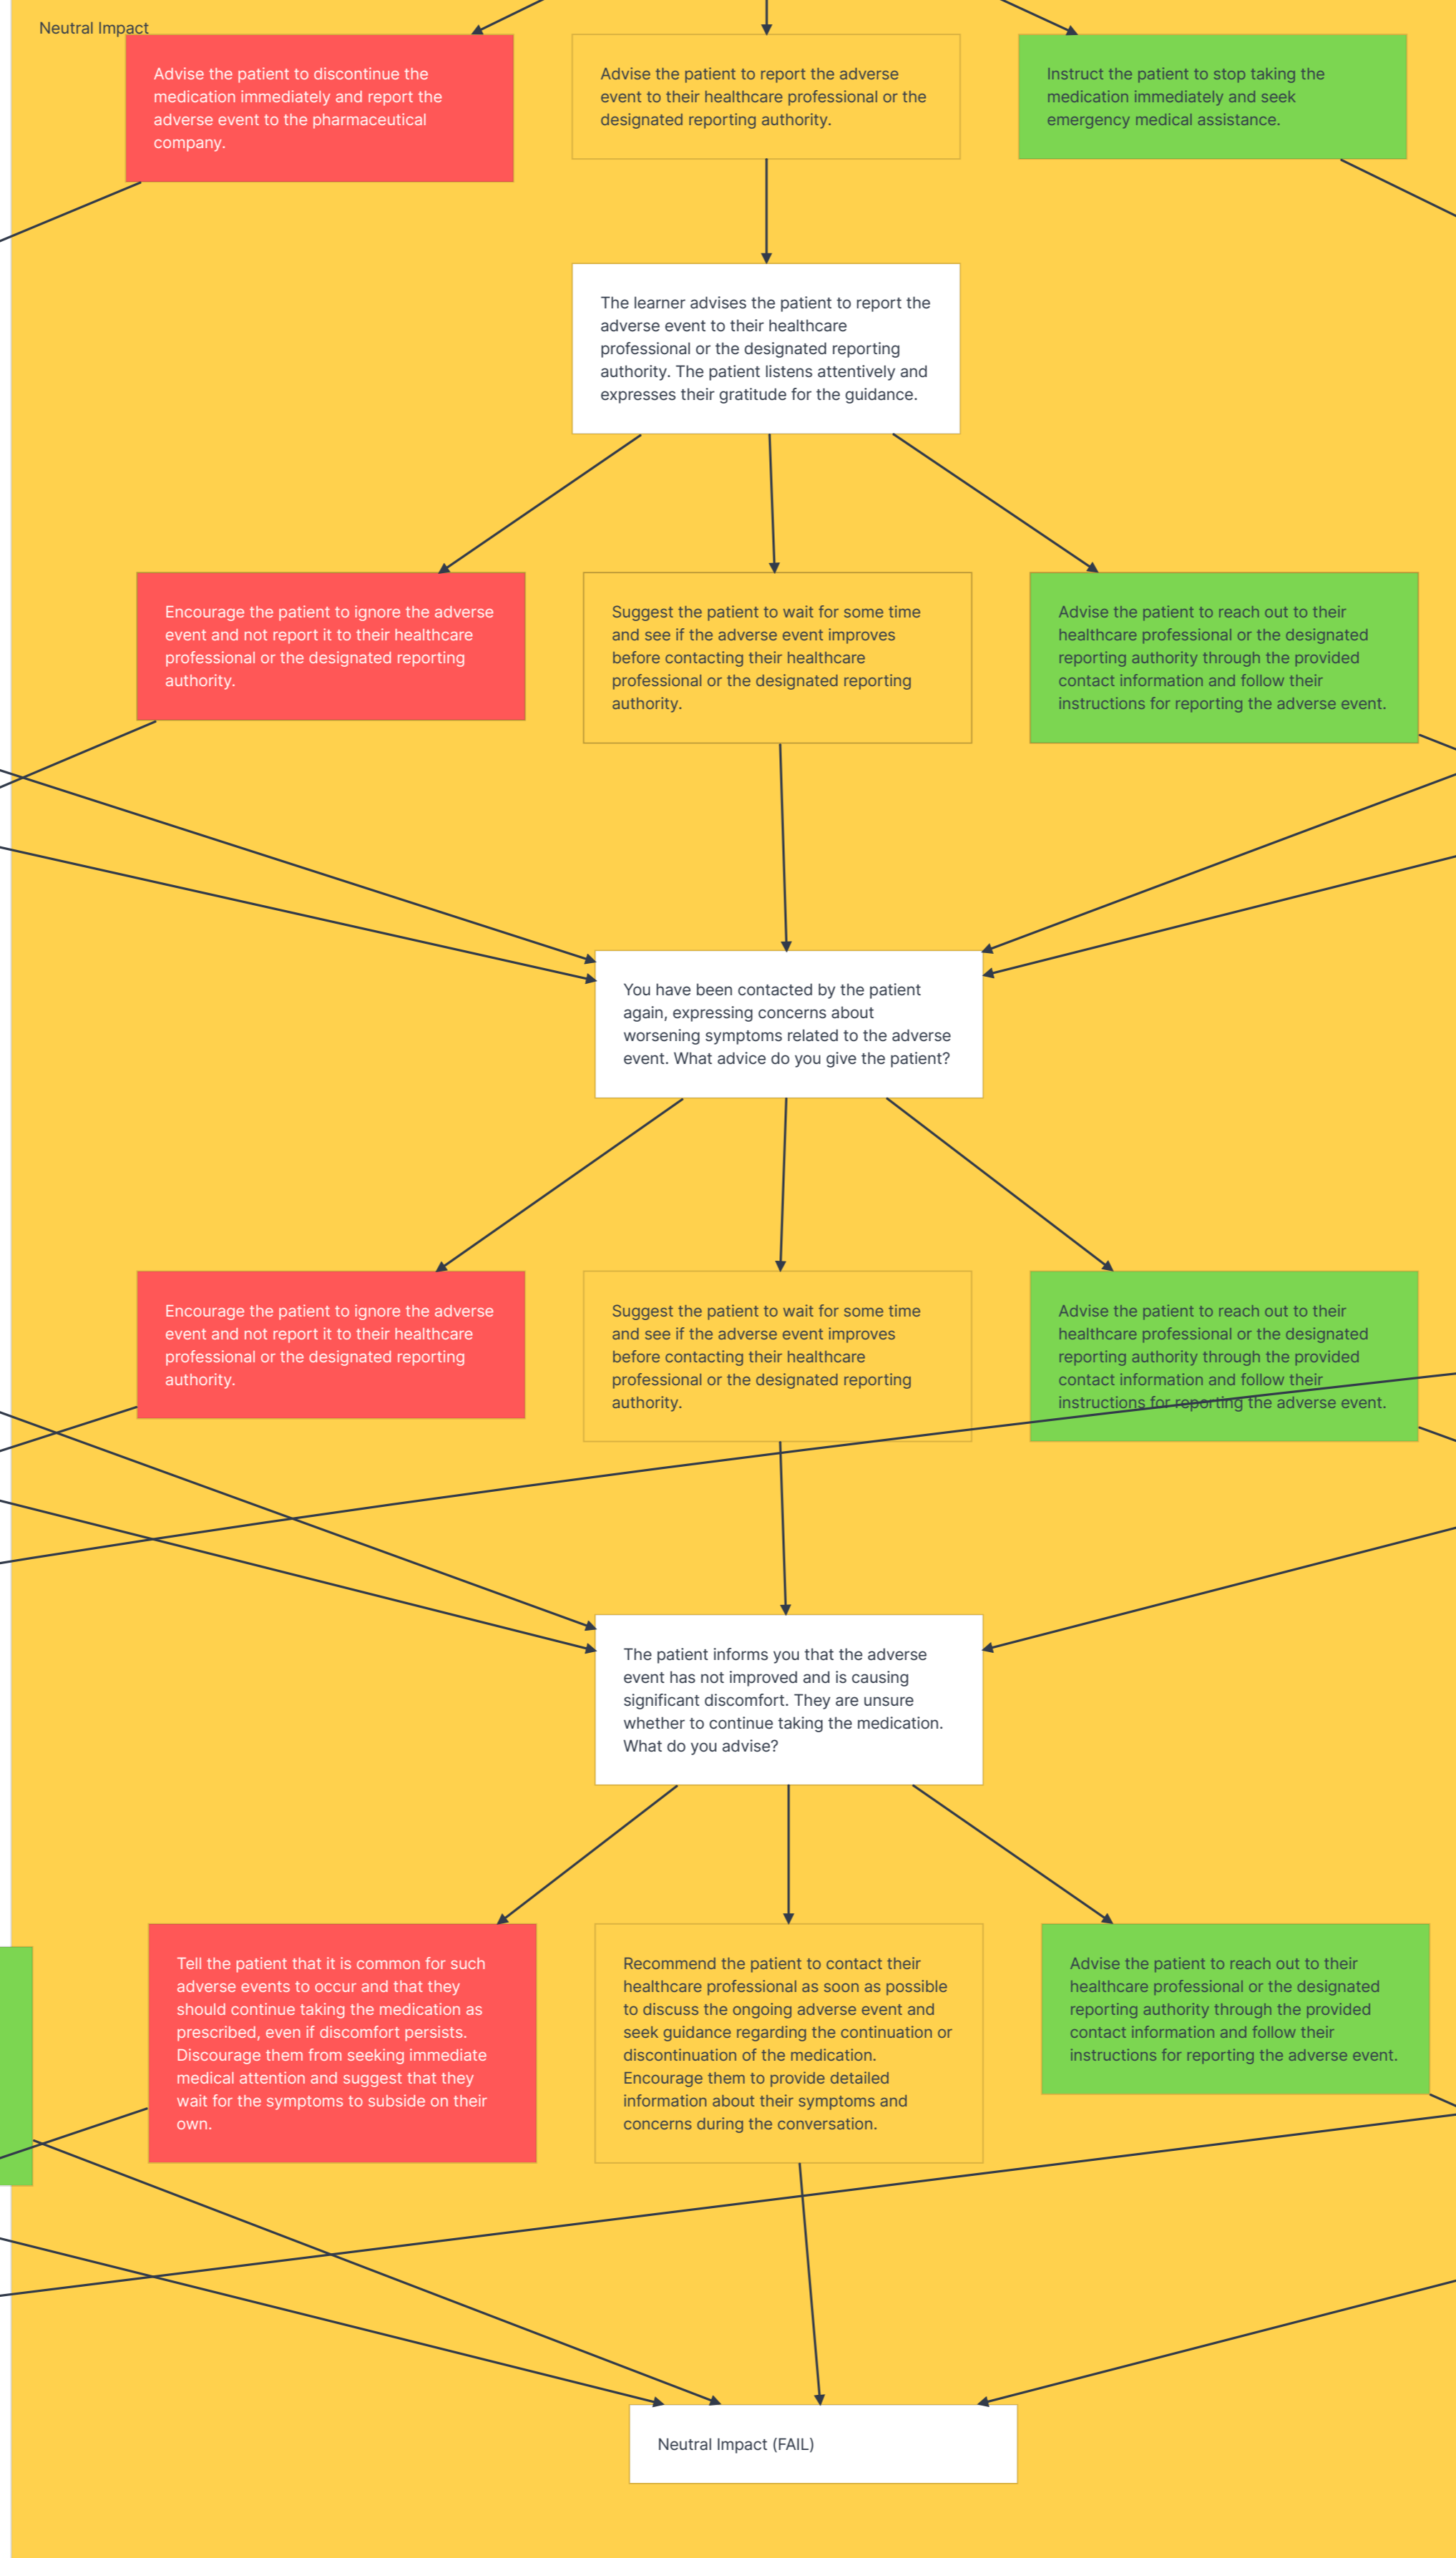 Neutral Impact
Advise the patient to discontinue the
medication immediately and report the
adverse event to the pharmaceutical
company.
Advise the patient to report the adverse
event to their healthcare professional or the
designated reporting authority.
Instruct the patient to stop taking the
medication immediately and seek
emergency medical assistance.
The learner advises the patient to report the
adverse event to their healthcare
professional or the designated reporting
authority. The patient listens attentively and
expresses their gratitude for the guidance.
Encourage the patient to ignore the adverse
event and not report it to their healthcare
professional or the designated reporting
authority.
Suggest the patient to wait for some time
and see if the adverse event improves
before contacting their healthcare
professional or the designated reporting
authority.
Advise the patient to reach out to their
healthcare professional or the designated
reporting authority through the provided
contact information and follow their
instructions for reporting the adverse event.
You have been contacted by the patient
again, expressing concerns about
worsening symptoms related to the adverse
event. What advice do you give the patient?
Encourage the patient to ignore the adverse
event and not report it to their healthcare
professional or the designated reporting
authority.
Suggest the patient to wait for some time
and see if the adverse event improves
before contacting their healthcare
professional or the designated reporting
authority.
Advise the patient to reach out to their
healthcare professional or the designated
reporting authority through the provided
contact information and follow their
instructions for reporting the adverse event.
The patient informs you that the adverse
event has not improved and is causing
significant discomfort. They are unsure
whether to continue taking the medication.
What do you advise?
Tell the patient that it is common for such
adverse events to occur and that they
should continue taking the medication as
prescribed, even if discomfort persists.
Discourage them from seeking immediate
medical attention and suggest that they
wait for the symptoms to subside on their
own.
Recommend the patient to contact their
healthcare professional as soon as possible
to discuss the ongoing adverse event and
seek guidance regarding the continuation or
discontinuation of the medication.
Encourage them to provide detailed
information about their symptoms and
concerns during the conversation.
Advise the patient to reach out to their
healthcare professional or the designated
reporting authority through the provided
contact information and follow their
instructions for reporting the adverse event.
Neutral Impact (FAIL)